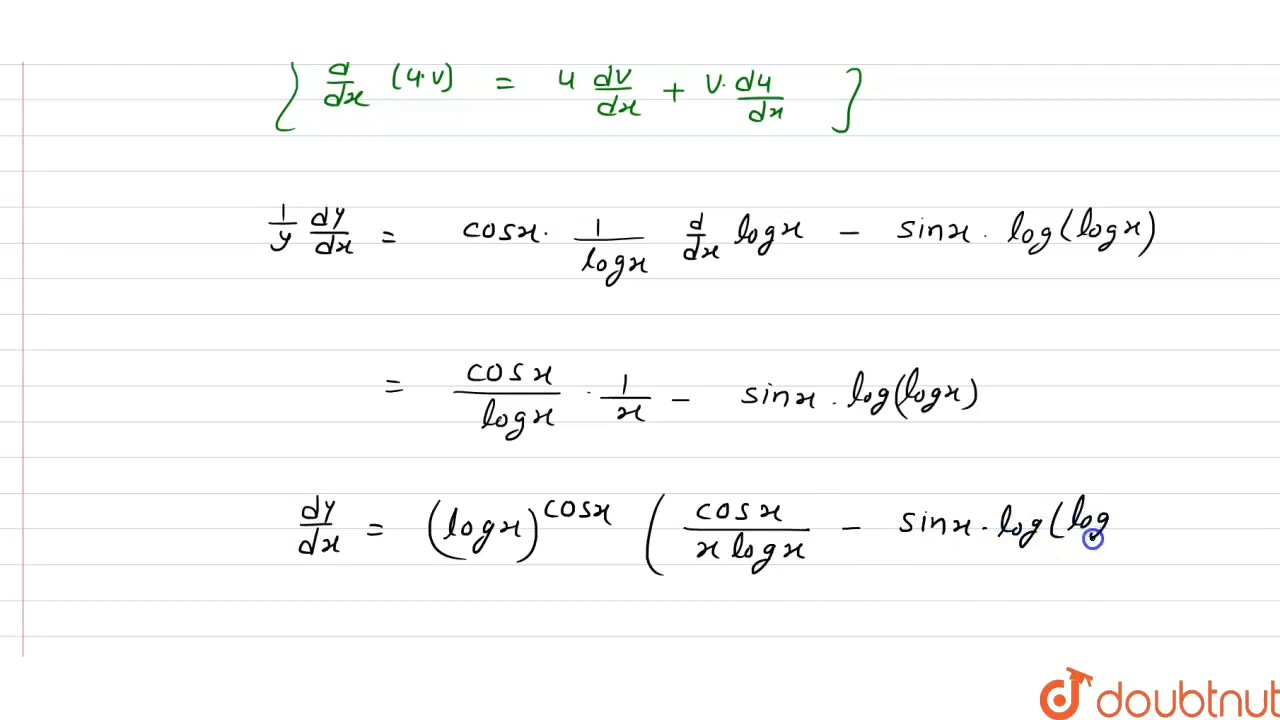 [ d/dx (u.v) = u dv/dx + v. du/dx ]
1/y dy/dx = cosx. 1/logx d/dx logx - sinx. log(logx)
= cosx/logx . 1/x - sinx. log(logx)
dy/dx = (logx)^cosx ( cosx/x logx - sinx. log(log
doubtnut